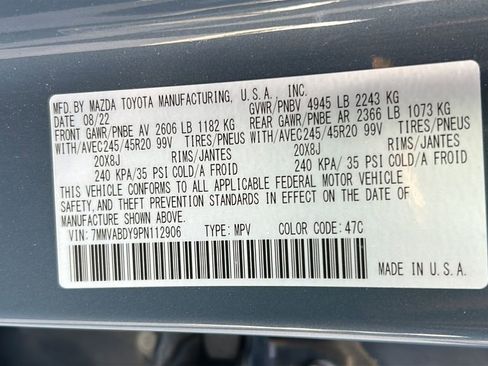 MFD. BY MAZDA TOYOTA MANUFACTURING, U.S.A. INC.
DATE 08/22 GVWR/PNBV 4945 LB 2243 KG
FRONT GAWR/PNBE AV 2606 LB 1182 KG REAR GAWR/PNBE AR 2366 LB 1073 KG
WITH/AVEC245/45R20 99V TIRES/PNEUS WITH/AVEC245/45R20 99V TIRES/PNEUS
20X8J RIMS/JANTES 20X8J RIMS/JANTES
240 KPA/35 PSI COLD/A FROID 240 KPA/ 35 PSI COLD/A FROID
THIS VEHICLE CONFORMS TO ALL APPLICABLE FEDERAL MOTOR VEHICLE
SAFETY, AND THEFT PREVENTION STANDARDS IN EFFECT ON THE DATE OF
MANUFACTURE SHOWN ABOVE.
VIN: 7MMVABDY9PN112906 TYPE: MPV COLOR CODE: 47C
MADE IN U.S.A.